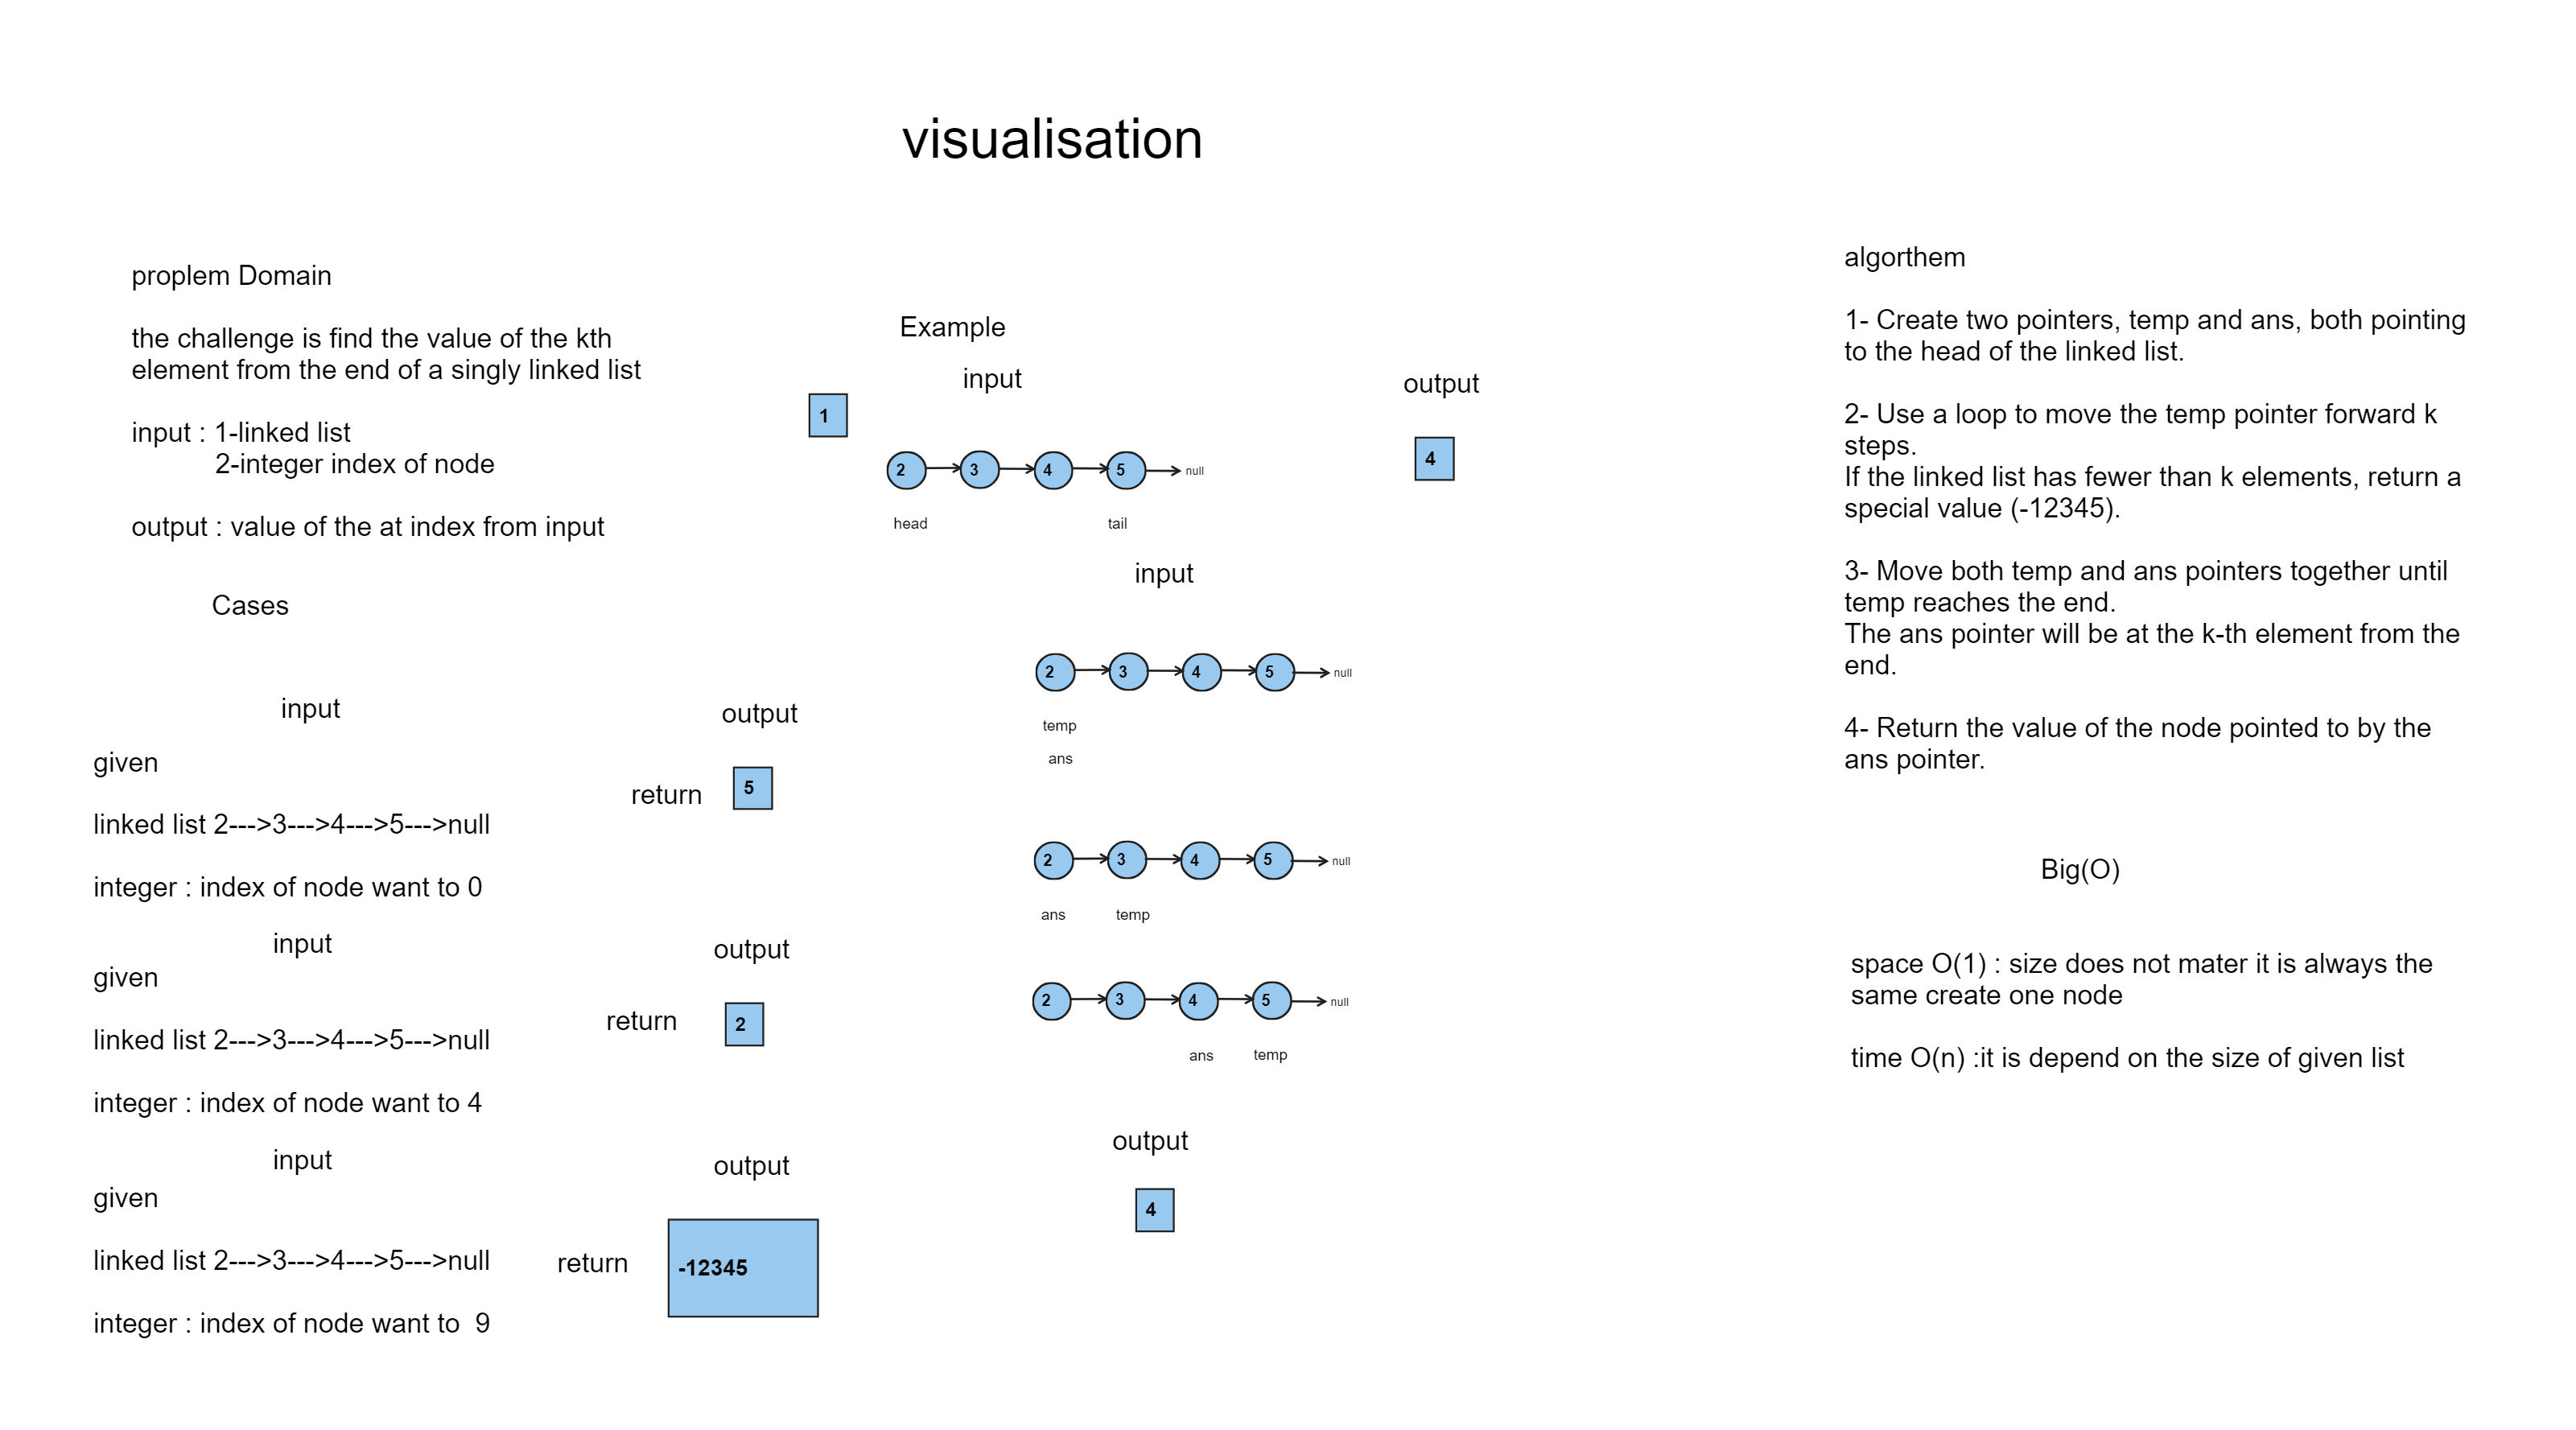 visualisation
proplem Domain
the challenge is find the value of the kth
element from the end of a singly linked list
input : 1-linked list
2-integer index of node
output : value of the at index from input
Cases
input
output
given
return 5
linked list 2--->3--->4--->5--->null
integer : index of node want to 0
input
output
given
return 2
linked list 2--->3--->4--->5--->null
integer : index of node want to 4
input
output
given
linked list 2--->3--->4--->5--->null
return -12345
integer : index of node want to  9
Example
input
output
1
4
2 3 4 5 null
head tail
input
2 3 4 5 null
temp
ans
2 3 4 5 null
ans temp
2 3 4 5 null
ans temp
output
4
algorthem
1- Create two pointers, temp and ans, both pointing
to the head of the linked list.
2- Use a loop to move the temp pointer forward k
steps.
If the linked list has fewer than k elements, return a
special value (-12345).
3- Move both temp and ans pointers together until
temp reaches the end.
The ans pointer will be at the k-th element from the
end.
4- Return the value of the node pointed to by the
ans pointer.
Big(O)
space O(1) : size does not mater it is always the
same create one node
time O(n) :it is depend on the size of given list